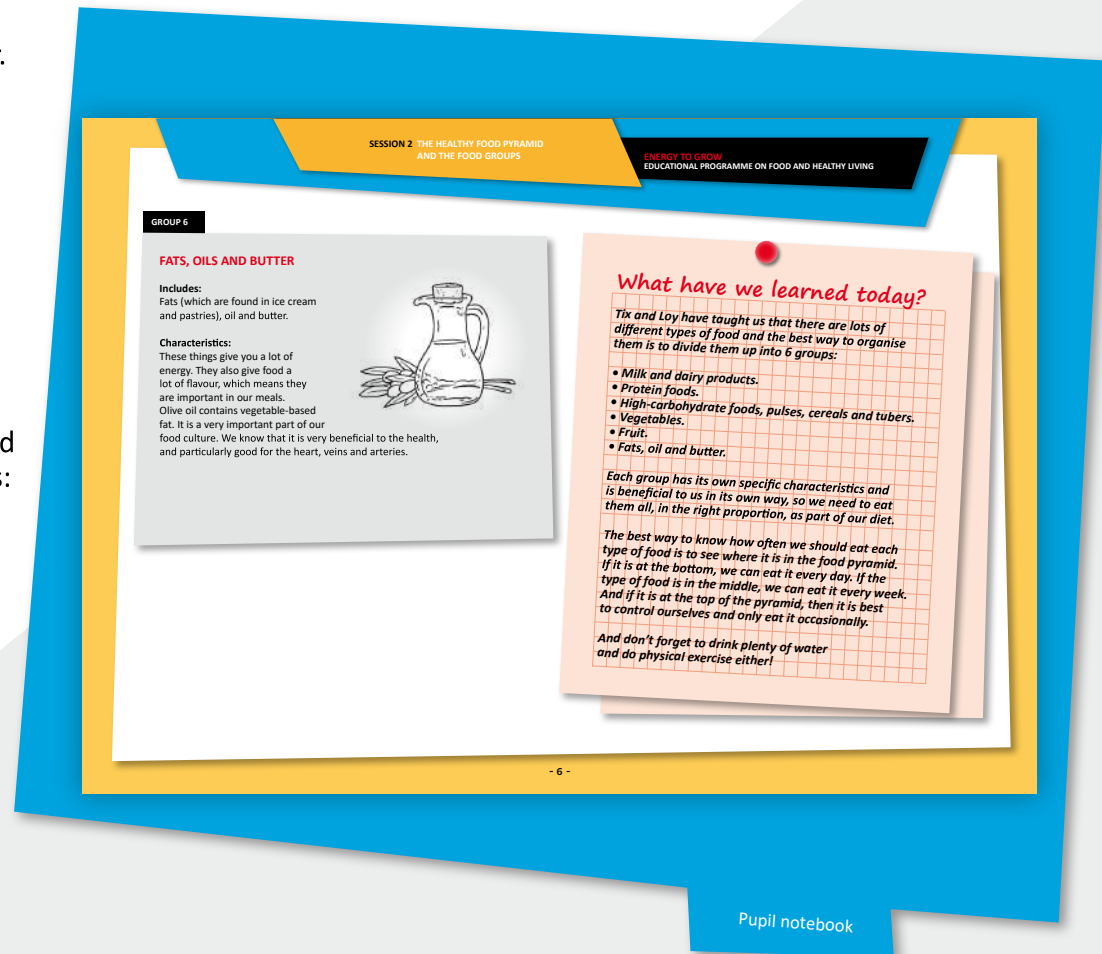 :
d
s:
SESSION 2 THE HEALTHY FOOD PYRAMID
AND THE FOOD GROUPS
ENERGY TO GROW
EDUCATIONAL PROGRAMME ON FOOD AND HEALTHY LIVING
GROUP 6
FATS, OILS AND BUTTER
Includes:
Fats (which are found in ice cream
and pastries), oil and butter.
Characteristics:
These things give you a lot of
energy. They also give food a
lot of flavour, which means they
are important in our meals.
Olive oil contains vegetable-based
fat. It is a very important part of our
food culture. We know that it is very beneficial to the health,
and particularly good for the heart, veins and arteries.
What have we learned today?
Tix and Loy have taught us that there are lots of
different types of food and the best way to organise
them is to divide them up into 6 groups:
• Milk and dairy products.
• Protein foods.
• High-carbohydrate foods, pulses, cereals and tubers.
• Vegetables.
• Fruit.
• Fats, oil and butter.
Each group has its own specific characteristics and
is beneficial to us in its own way, so we need to eat
them all, in the right proportion, as part of our diet.
The best way to know how often we should eat each
type of food is to see where it is in the food pyramid.
If it is at the bottom, we can eat it every day. If the
type of food is in the middle, we can eat it every week.
And if it is at the top of the pyramid, then it is best
to control ourselves and only eat it occasionally.
And don't forget to drink plenty of water
and do physical exercise either!
- 6 -
Pupil notebook